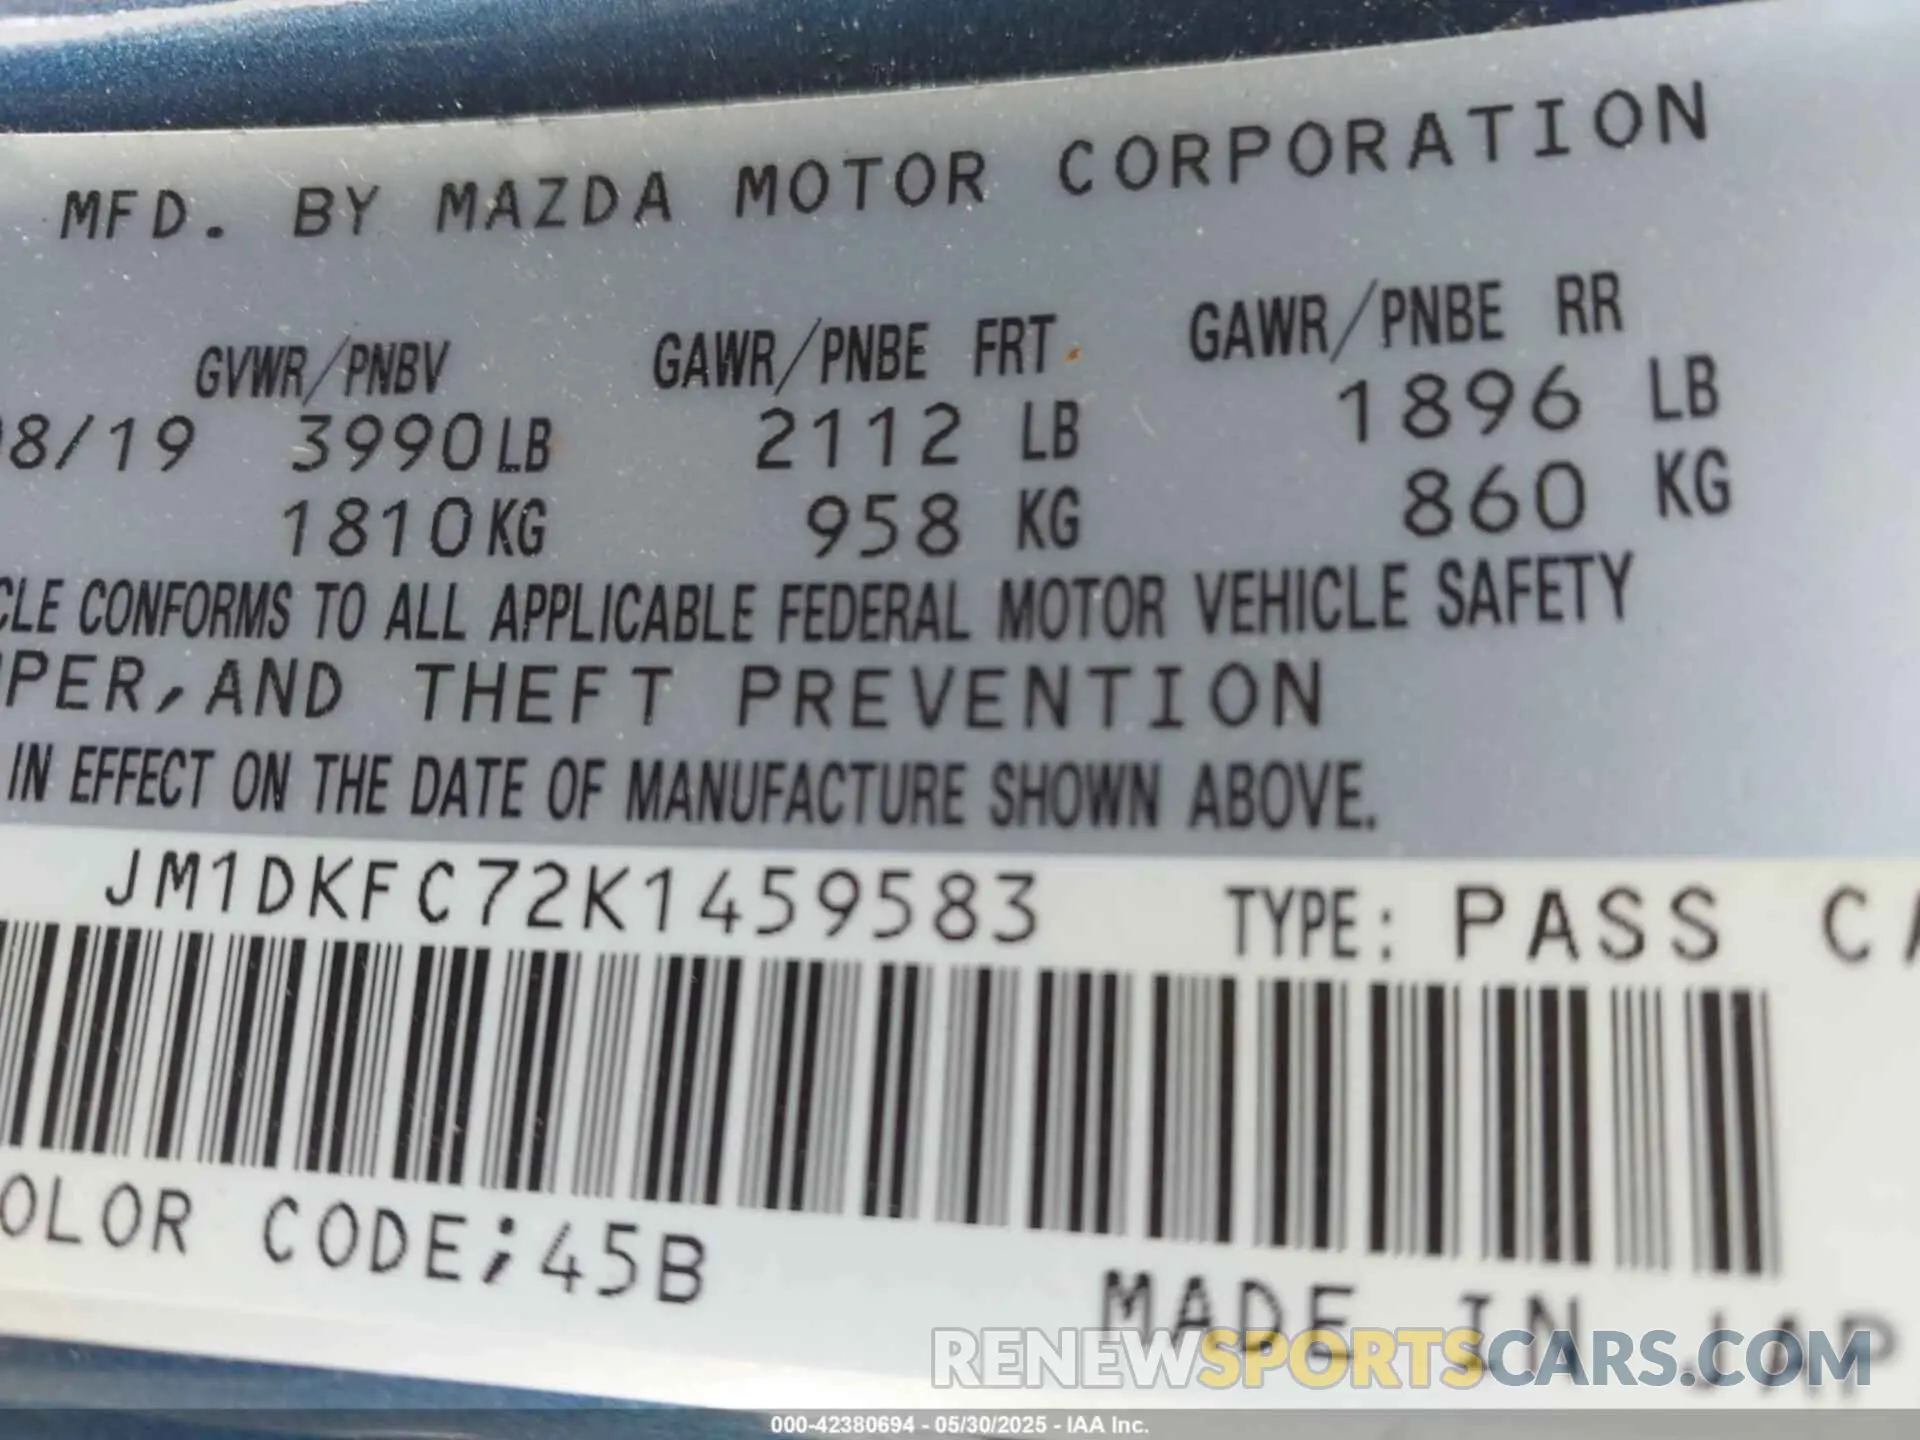 MFD. BY MAZDA MOTOR CORPORATION
GVWR/PNBV GAWR/PNBE FRT GAWR/PNBE RR
8/19 3990LB 2112 LB 1896 LB
1810KG 958 KG 860 KG
CLE CONFORMS TO ALL APPLICABLE FEDERAL MOTOR VEHICLE SAFETY
PER,AND THEFT PREVENTION
IN EFFECT ON THE DATE OF MANUFACTURE SHOWN ABOVE.
JM1DKFC72K1459583 TYPE: PASS CA
OLOR CODE;45B
MADE IN JAP
RENEWSPORTSCARS.COM
000-42380694 - 05/30/2025 - IAA Inc.